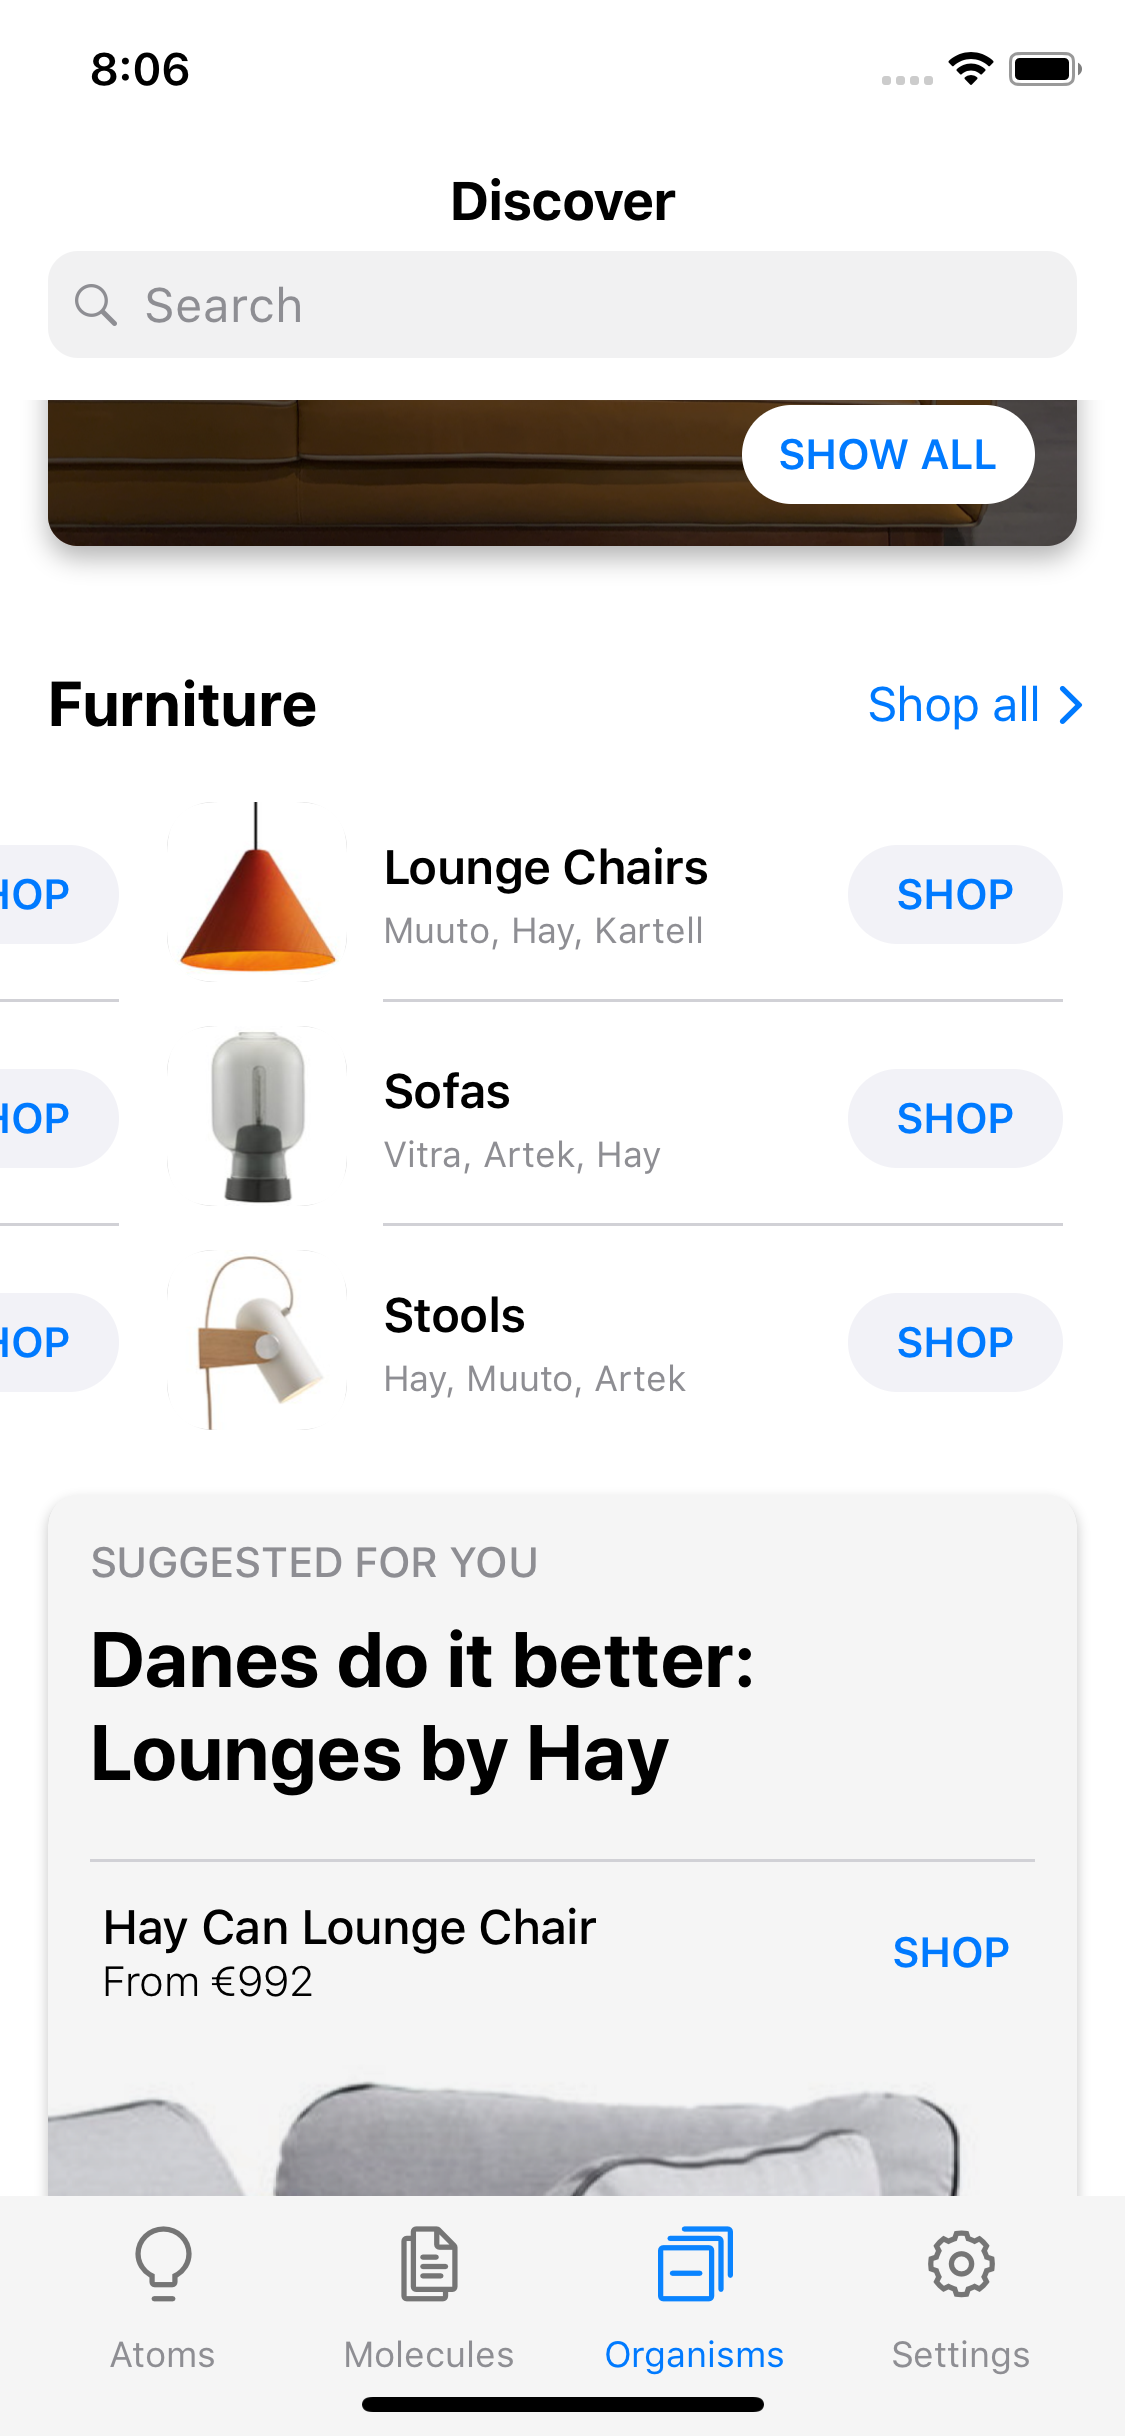 8:06
Discover
Search
SHOW ALL
Furniture
Shop all
HOP
Lounge Chairs
Muuto, Hay, Kartell
SHOP
HOP
Sofas
Vitra, Artek, Hay
SHOP
HOP
Stools
Hay, Muuto, Artek
SHOP
SUGGESTED FOR YOU
Danes do it better:
Lounges by Hay
Hay Can Lounge Chair
From €992
SHOP
Atoms
Molecules
Organisms
Settings